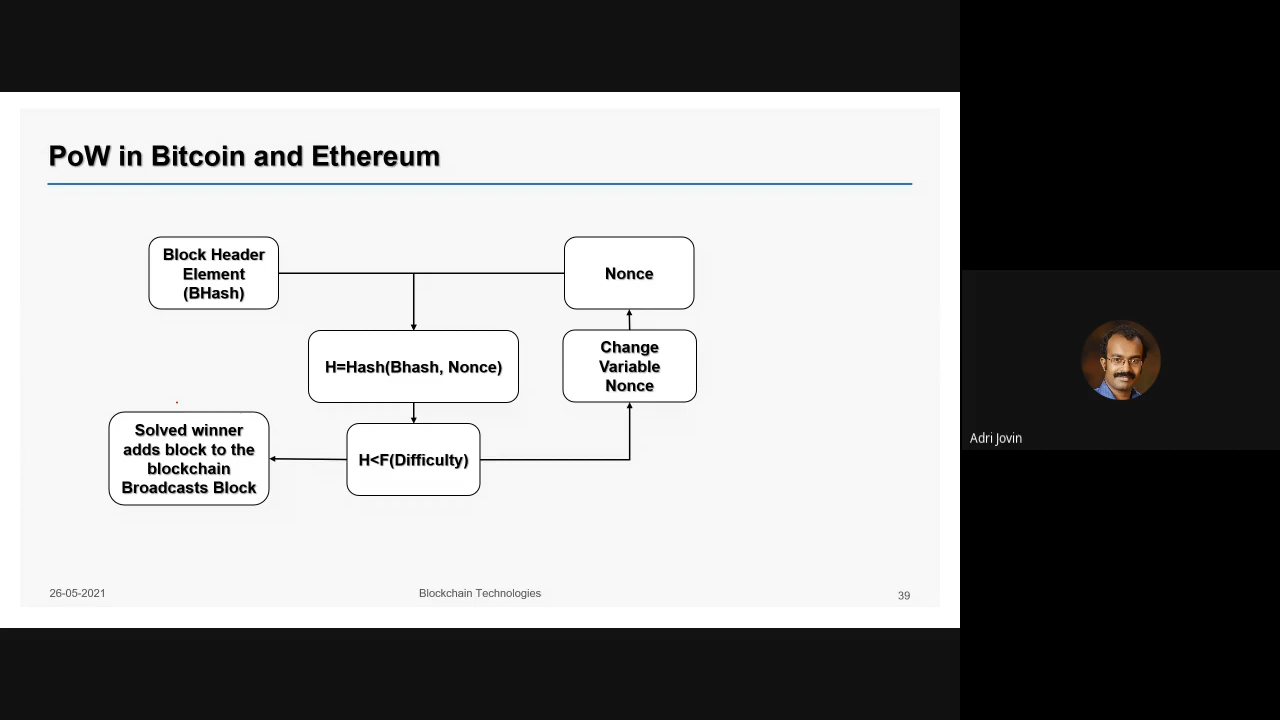 PoW in Bitcoin and Ethereum
Block Header
Element
(BHash)
Nonce
H=Hash(Bhash, Nonce)
Change
Variable
Nonce
Solved winner
adds block to the
blockchain
Broadcasts Block
H<F(Difficulty)
26-05-2021
Blockchain Technologies
39
Adri Jovin